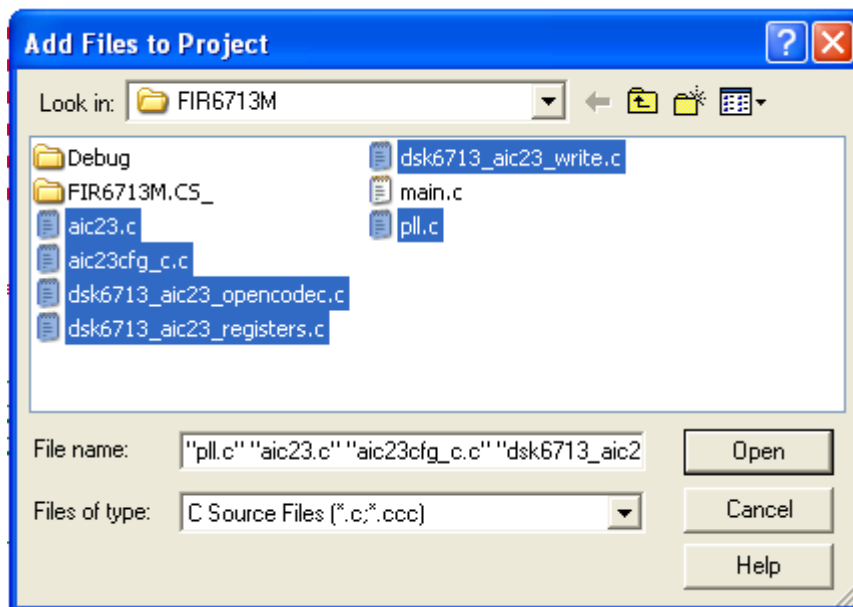 Add Files to Project
Look in: FIR6713M
Debug
FIR6713M.CS_
aic23.c
aic23cfg_c.c
dsk6713_aic23_opencodec.c
dsk6713_aic23_registers.c
dsk6713_aic23_write.c
main.c
pll.c
File name: "pll.c" "aic23.c" "aic23cfg_c.c" "dsk6713_aic2
Open
Files of type: C Source Files (*.c;*.ccc)
Cancel
Help